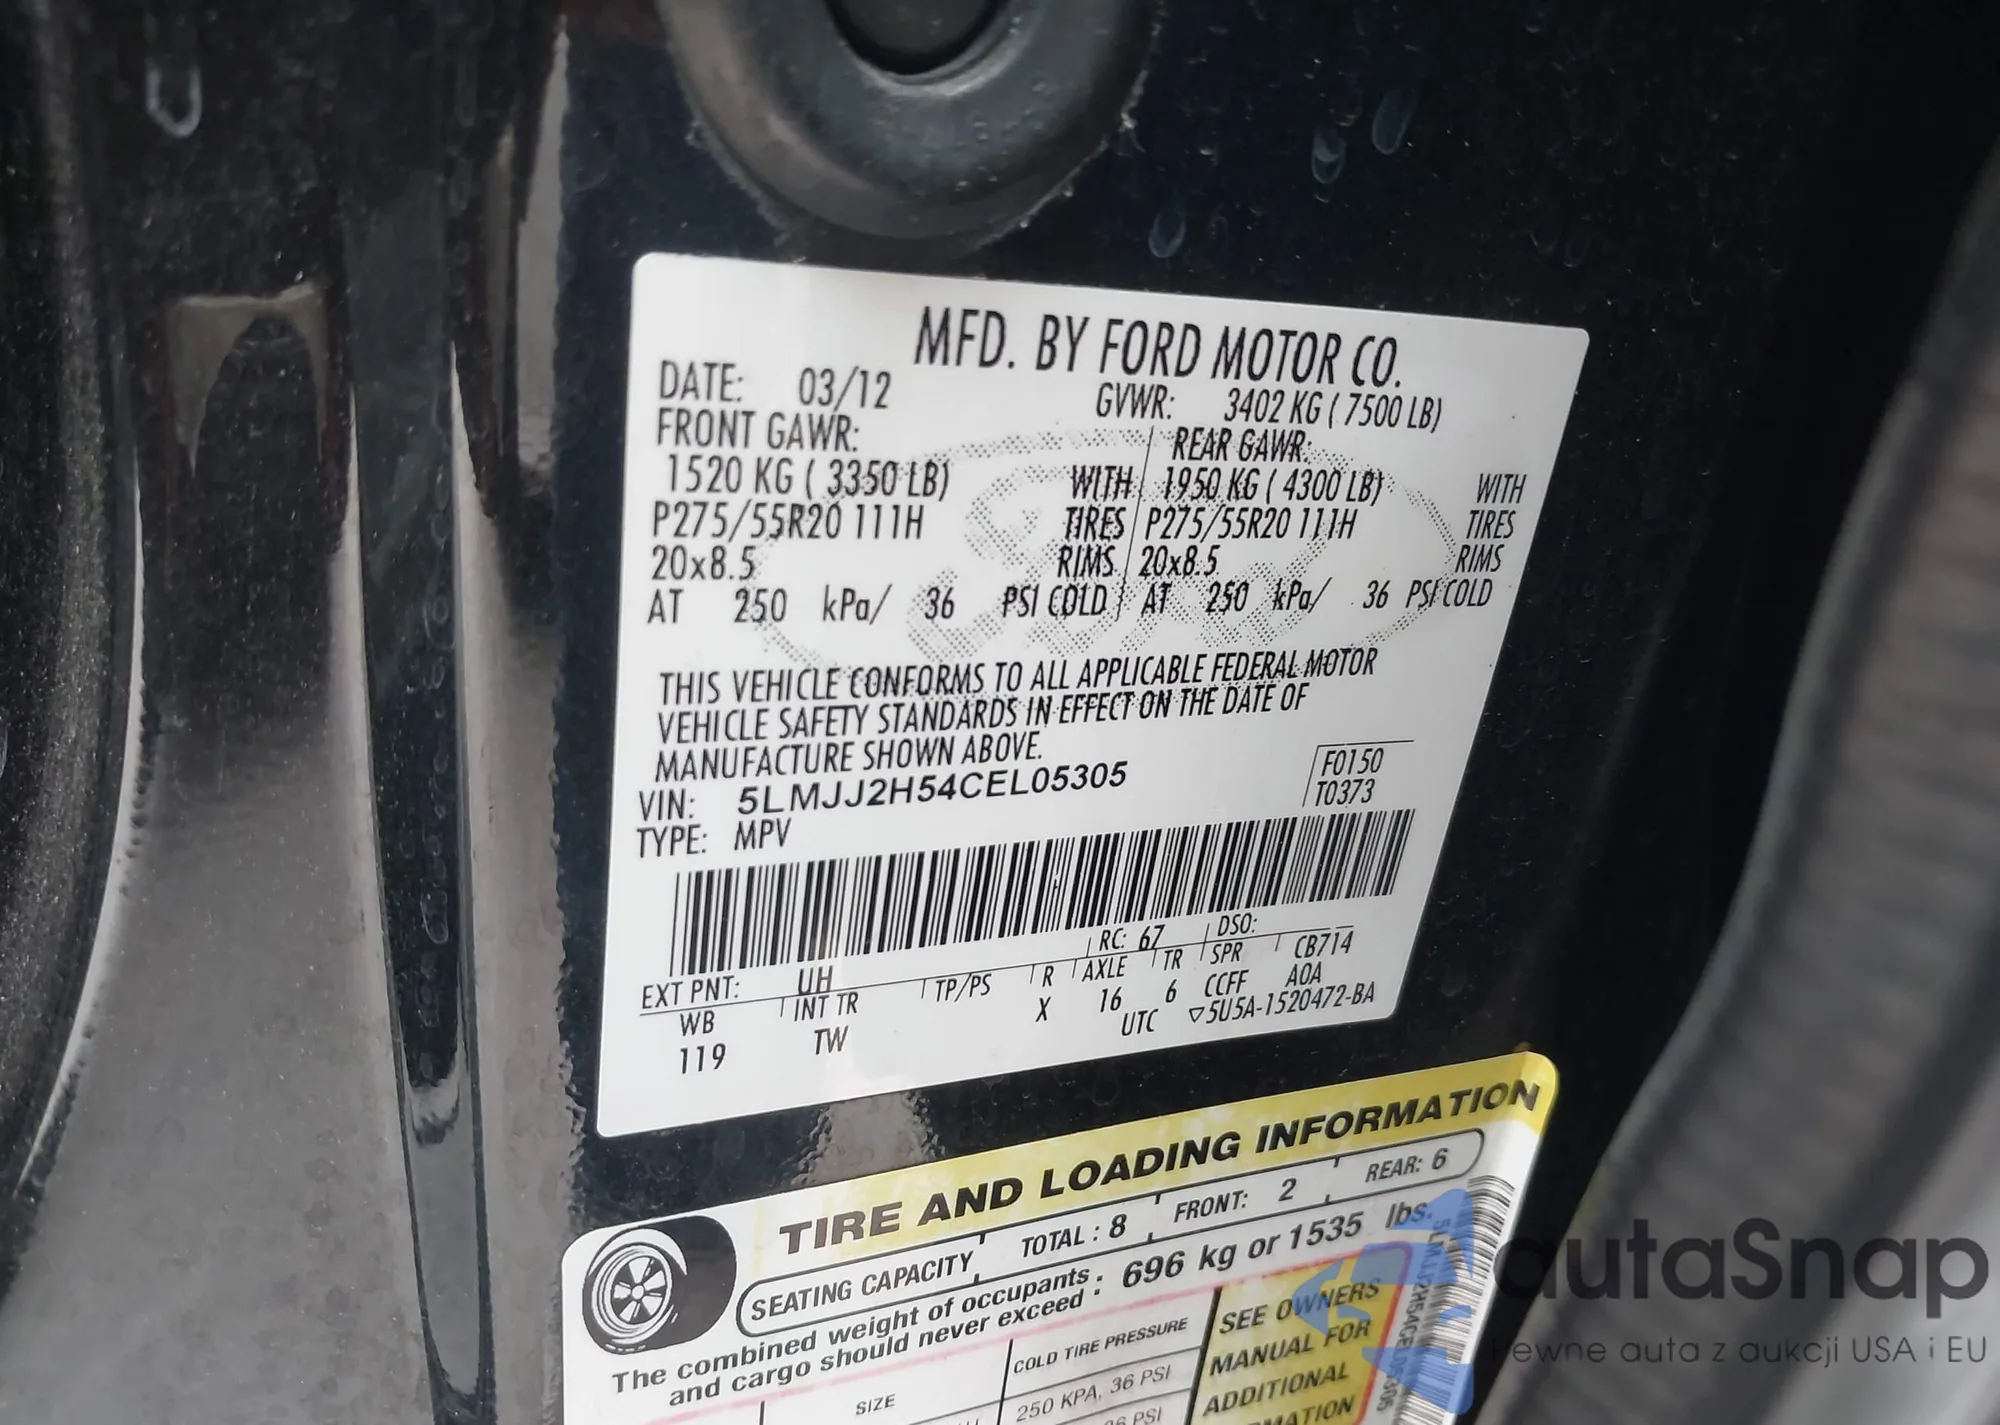 MFD. BY FORD MOTOR CO.
DATE: 03/12 GVWR: 3402 KG ( 7500 LB)
FRONT GAWR: REAR GAWR:
1520 KG ( 3350 LB) WITH 1950 KG ( 4300 LB) WITH
P275/55R20 111H TIRES P275/55R20 111H TIRES
20x8.5 RIMS 20x8.5 RIMS
AT 250 kPa/ 36 PSI COLD AT 250 kPa/ 36 PSI COLD
THIS VEHICLE CONFORMS TO ALL APPLICABLE FEDERAL MOTOR
VEHICLE SAFETY STANDARDS IN EFFECT ON THE DATE OF
MANUFACTURE SHOWN ABOVE.
VIN: 5LMJJ2H54CEL05305 F0150
TYPE: MPV T0373
RC: 67 DSO:
EXT PNT: UH CB714
WB INT TR TP/PS R AXLE TR SPR A0A
119 TW X 16 6 CCFF
UTC ▽5U5A-1520472-BA
TIRE AND LOADING INFORMATION
SEATING CAPACITY TOTAL : 8 FRONT: 2 REAR: 6
The combined weight of occupants
and cargo should never exceed : 696 kg or 1535 lbs.
SIZE COLD TIRE PRESSURE SEE OWNERS
250 KPA, 36 PSI MANUAL FOR
36 PSI ADDITIONAL
autaSnap
Pewne auta z aukcji USA i EU